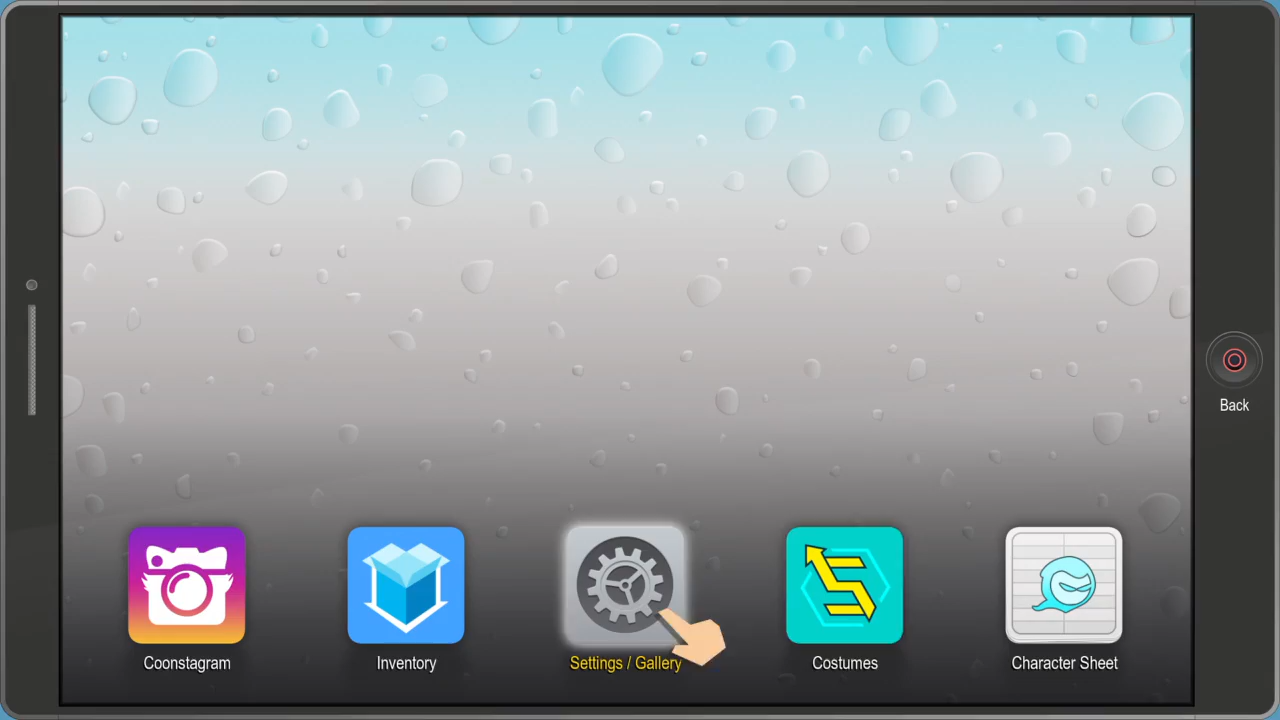 Back
Coonstagram
Inventory
Settings / Gallery
Costumes
Character Sheet